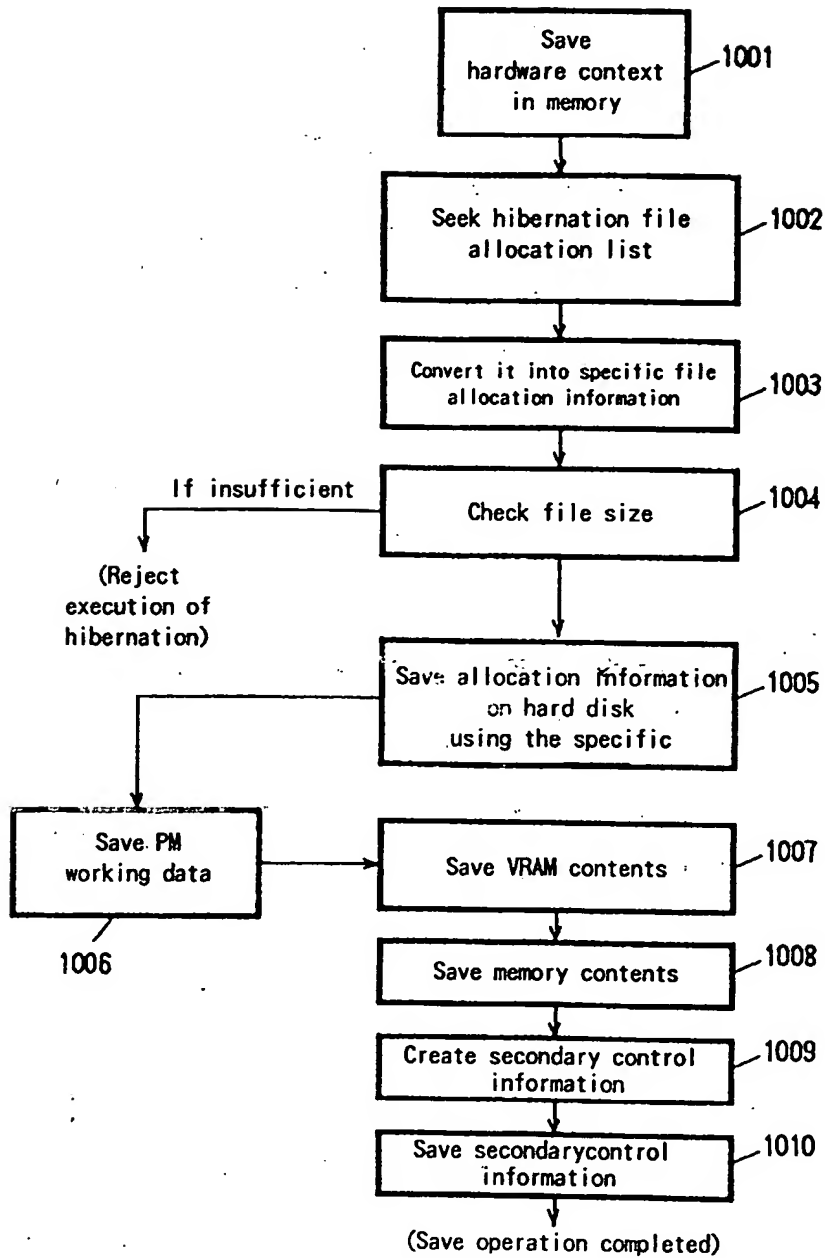 Save
hardware context
in memory
1001
Seek hibernation file
allocation list
1002
Convert it into specific file
allocation information
1003
If insufficient
Check file size
1004
(Reject
execution of
hibernation)
Save allocation information
on hard disk
using the specific
1005
Save PM
working data
1006
Save VRAM contents
1007
Save memory contents
1008
Create secondary control
information
1009
Save secondarycontrol
information
1010
(Save operation completed)